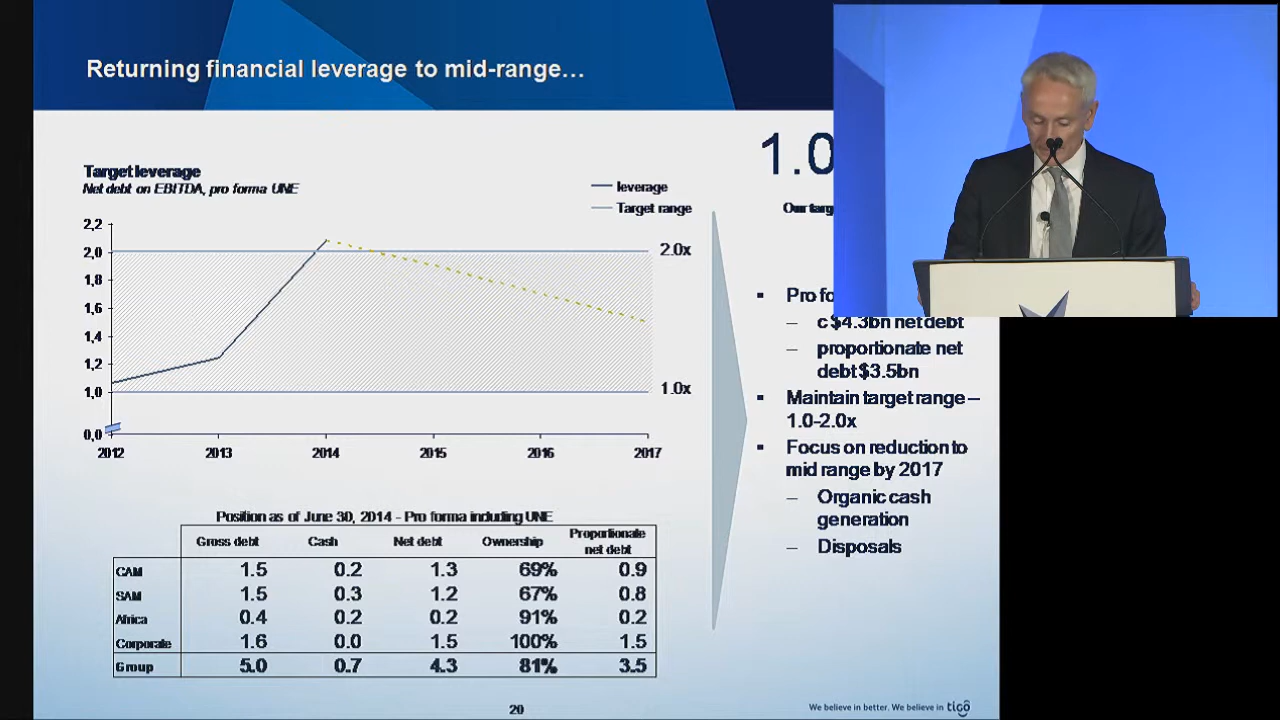 Returning financial leverage to mid-range…
Target leverage
Net debt on EBITDA, pro forma UNE
leverage
Target range
2,2
2,0
1,8
1,6
1,4
1,2
1,0
0,0
2.0x
1.0x
2012 2013 2014 2015 2016 2017
Position as of June 30, 2014 - Pro forma including UNE
Gross debt Cash Net debt Ownership Proportionate
net debt
CAM 1.5 0.2 1.3 69% 0.9
SAM 1.5 0.3 1.2 67% 0.8
Africa 0.4 0.2 0.2 91% 0.2
Corporate 1.6 0.0 1.5 100% 1.5
Group 5.0 0.7 4.3 81% 3.5
1.0
Our
▪ Pro
– c$4.3bn net debt
– proportionate net
debt $3.5bn
▪ Maintain target range –
1.0-2.0x
▪ Focus on reduction to
mid range by 2017
– Organic cash
generation
– Disposals
20
We believe in better. We believe in tigo